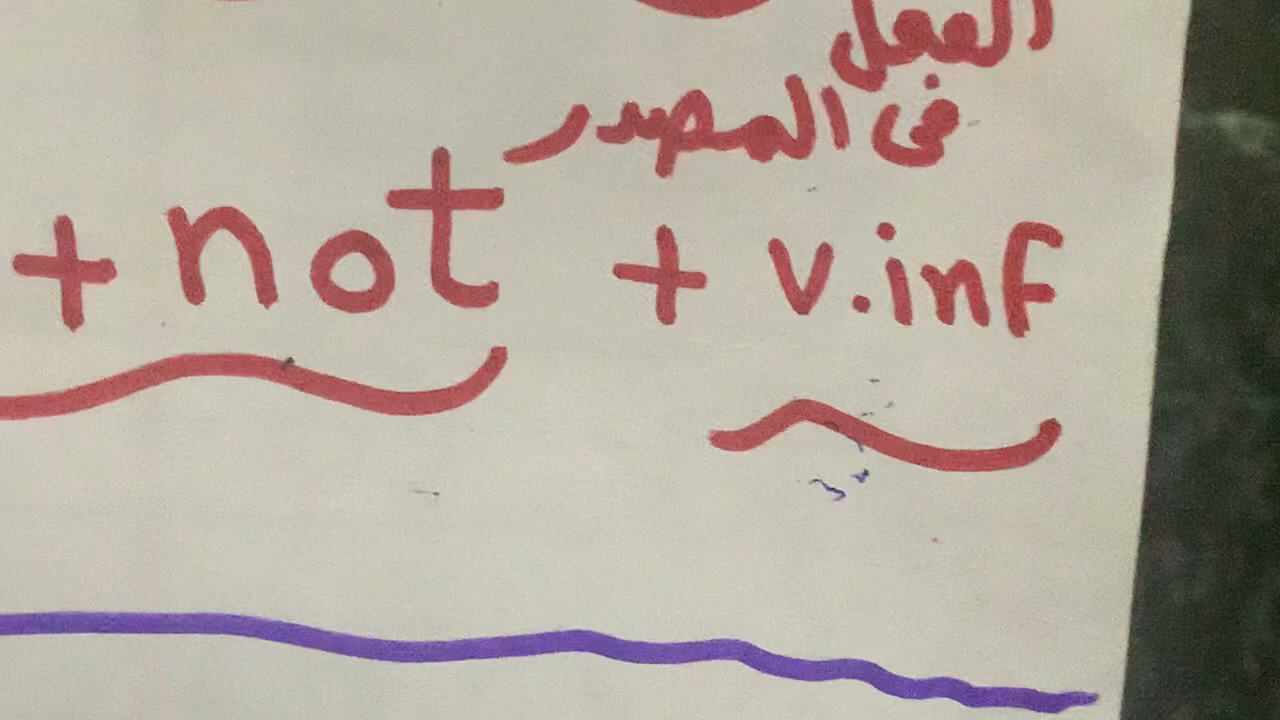 الفعل
في المصدر
+ not + v.inf